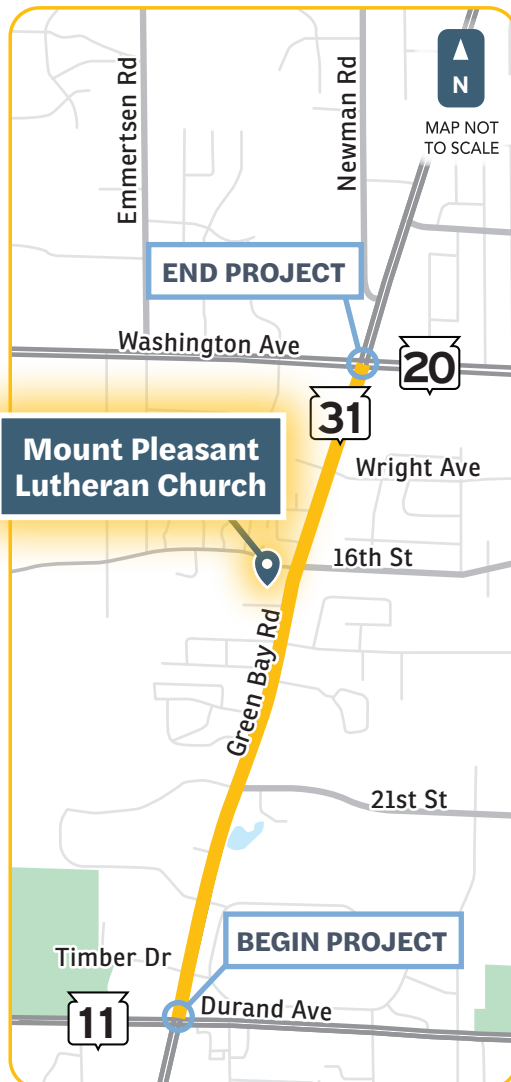 N
MAP NOT
TO SCALE
Emmertsen Rd
Newman Rd
END PROJECT
Washington Ave
20
31
Mount Pleasant
Lutheran Church
Wright Ave
16th St
Green Bay Rd
21st St
BEGIN PROJECT
Timber Dr
Durand Ave
11